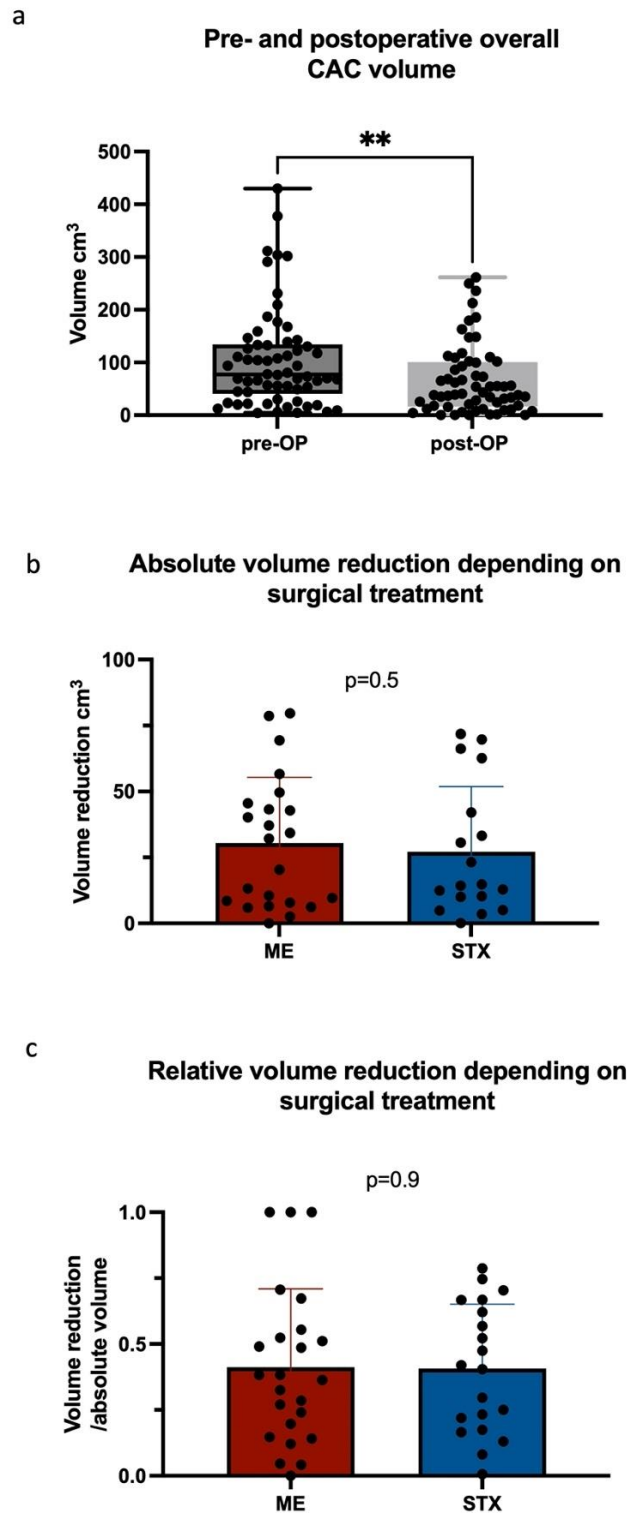 a
Pre- and postoperative overall
CAC volume
**
500
400
300
200
100
0
Volume cm³
pre-OP
post-OP
b
Absolute volume reduction depending on
surgical treatment
p=0.5
100
50
0
Volume reduction cm³
ME
STX
c
Relative volume reduction depending on
surgical treatment
p=0.9
1.0
0.5
0.0
Volume reduction
/absolute volume
ME
STX